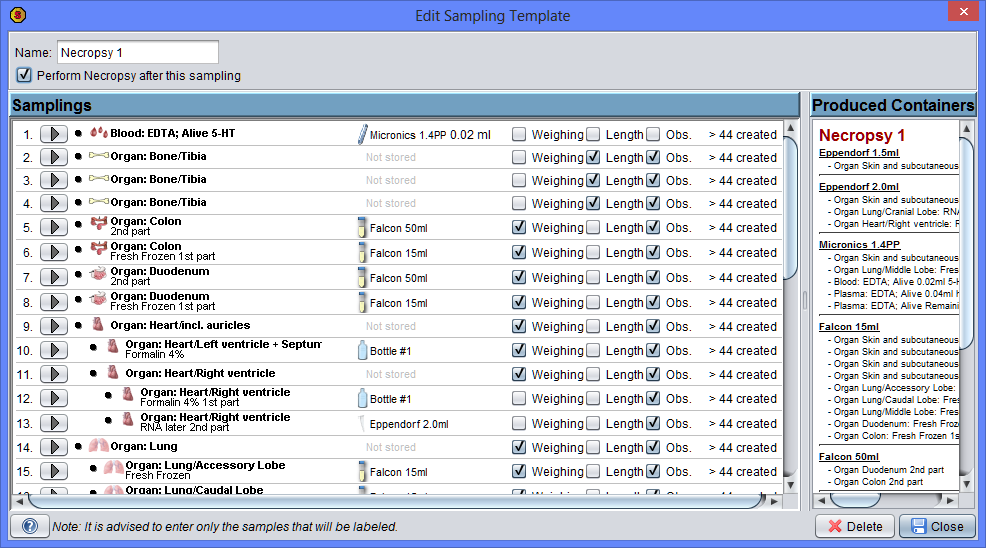 Edit Sampling Template
Name: Necropsy 1
Perform Necropsy after this sampling
Samplings
1. Blood: EDTA; Alive 5-HT Micronics 1.4PP 0.02 ml Weighing Length Obs. > 44 created
2. Organ: Bone/Tibia Not stored Weighing Length Obs. > 44 created
3. Organ: Bone/Tibia Not stored Weighing Length Obs. > 44 created
4. Organ: Bone/Tibia Not stored Weighing Length Obs. > 44 created
5. Organ: Colon Falcon 50ml Weighing Length Obs. > 44 created
2nd part
6. Organ: Colon Falcon 15ml Weighing Length Obs. > 44 created
Fresh Frozen 1st part
7. Organ: Duodenum Falcon 50ml Weighing Length Obs. > 44 created
2nd part
8. Organ: Duodenum Falcon 15ml Weighing Length Obs. > 44 created
Fresh Frozen 1st part
9. Organ: Heart/incl. auricles Not stored Weighing Length Obs. > 44 created
10. Organ: Heart/Left ventricle + Septum Bottle #1 Weighing Length Obs. > 44 created
Formalin 4%
11. Organ: Heart/Right ventricle Not stored Weighing Length Obs. > 44 created
12. Organ: Heart/Right ventricle Bottle #1 Weighing Length Obs. > 44 created
Formalin 4% 1st part
13. Organ: Heart/Right ventricle Eppendorf 2.0ml Weighing Length Obs. > 44 created
RNA later 2nd part
14. Organ: Lung Not stored Weighing Length Obs. > 44 created
15. Organ: Lung/Accessory Lobe Falcon 15ml Weighing Length Obs. > 44 created
Fresh Frozen
Organ: Lung/Caudal Lobe
Produced Containers
Necropsy 1
Eppendorf 1.5ml
- Organ Skin and subcutaneous
Eppendorf 2.0ml
- Organ Skin and subcutaneous
- Organ Lung/Cranial Lobe: RNA
- Organ Heart/Right ventricle: R
Micronics 1.4PP
- Organ Skin and subcutaneous
- Organ Lung/Middle Lobe: Fres
- Blood: EDTA; Alive 0.02ml 5-H
- Plasma: EDTA; Alive 0.04ml h
- Plasma: EDTA; Alive Remaini
Falcon 15ml
- Organ Skin and subcutaneous
- Organ Skin and subcutaneous
- Organ Skin and subcutaneous
- Organ Skin and subcutaneous
- Organ Lung/Accessory Lobe:
- Organ Lung/Caudal Lobe: Fres
- Organ Lung/Middle Lobe: Fres
- Organ Duodenum: Fresh Froze
- Organ Colon: Fresh Frozen 1s
Falcon 50ml
- Organ Duodenum 2nd part
- Organ Colon 2nd part
Note: It is advised to enter only the samples that will be labeled.
Delete
Close